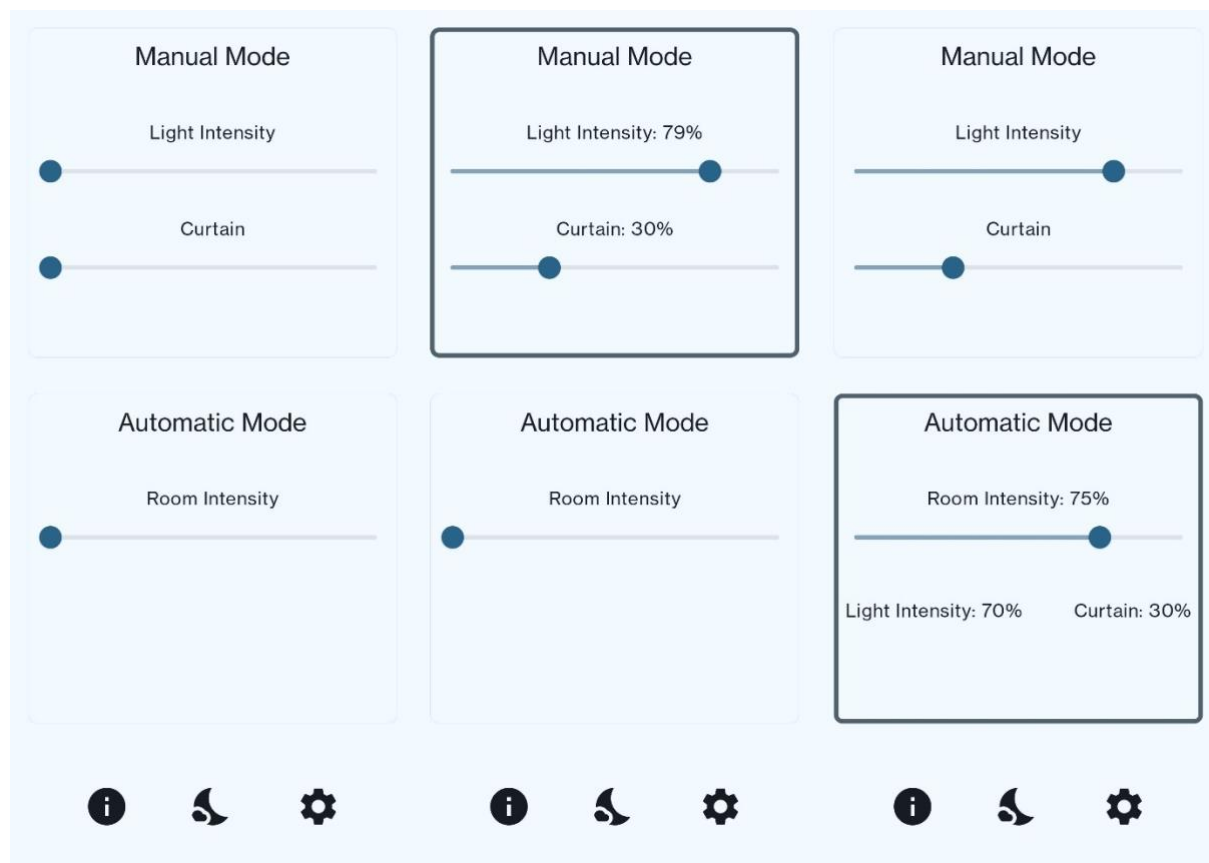 Manual Mode
Light Intensity
Curtain
Automatic Mode
Room Intensity
Manual Mode
Light Intensity: 79%
Curtain: 30%
Automatic Mode
Room Intensity
Manual Mode
Light Intensity
Curtain
Automatic Mode
Room Intensity: 75%
Light Intensity: 70% Curtain: 30%